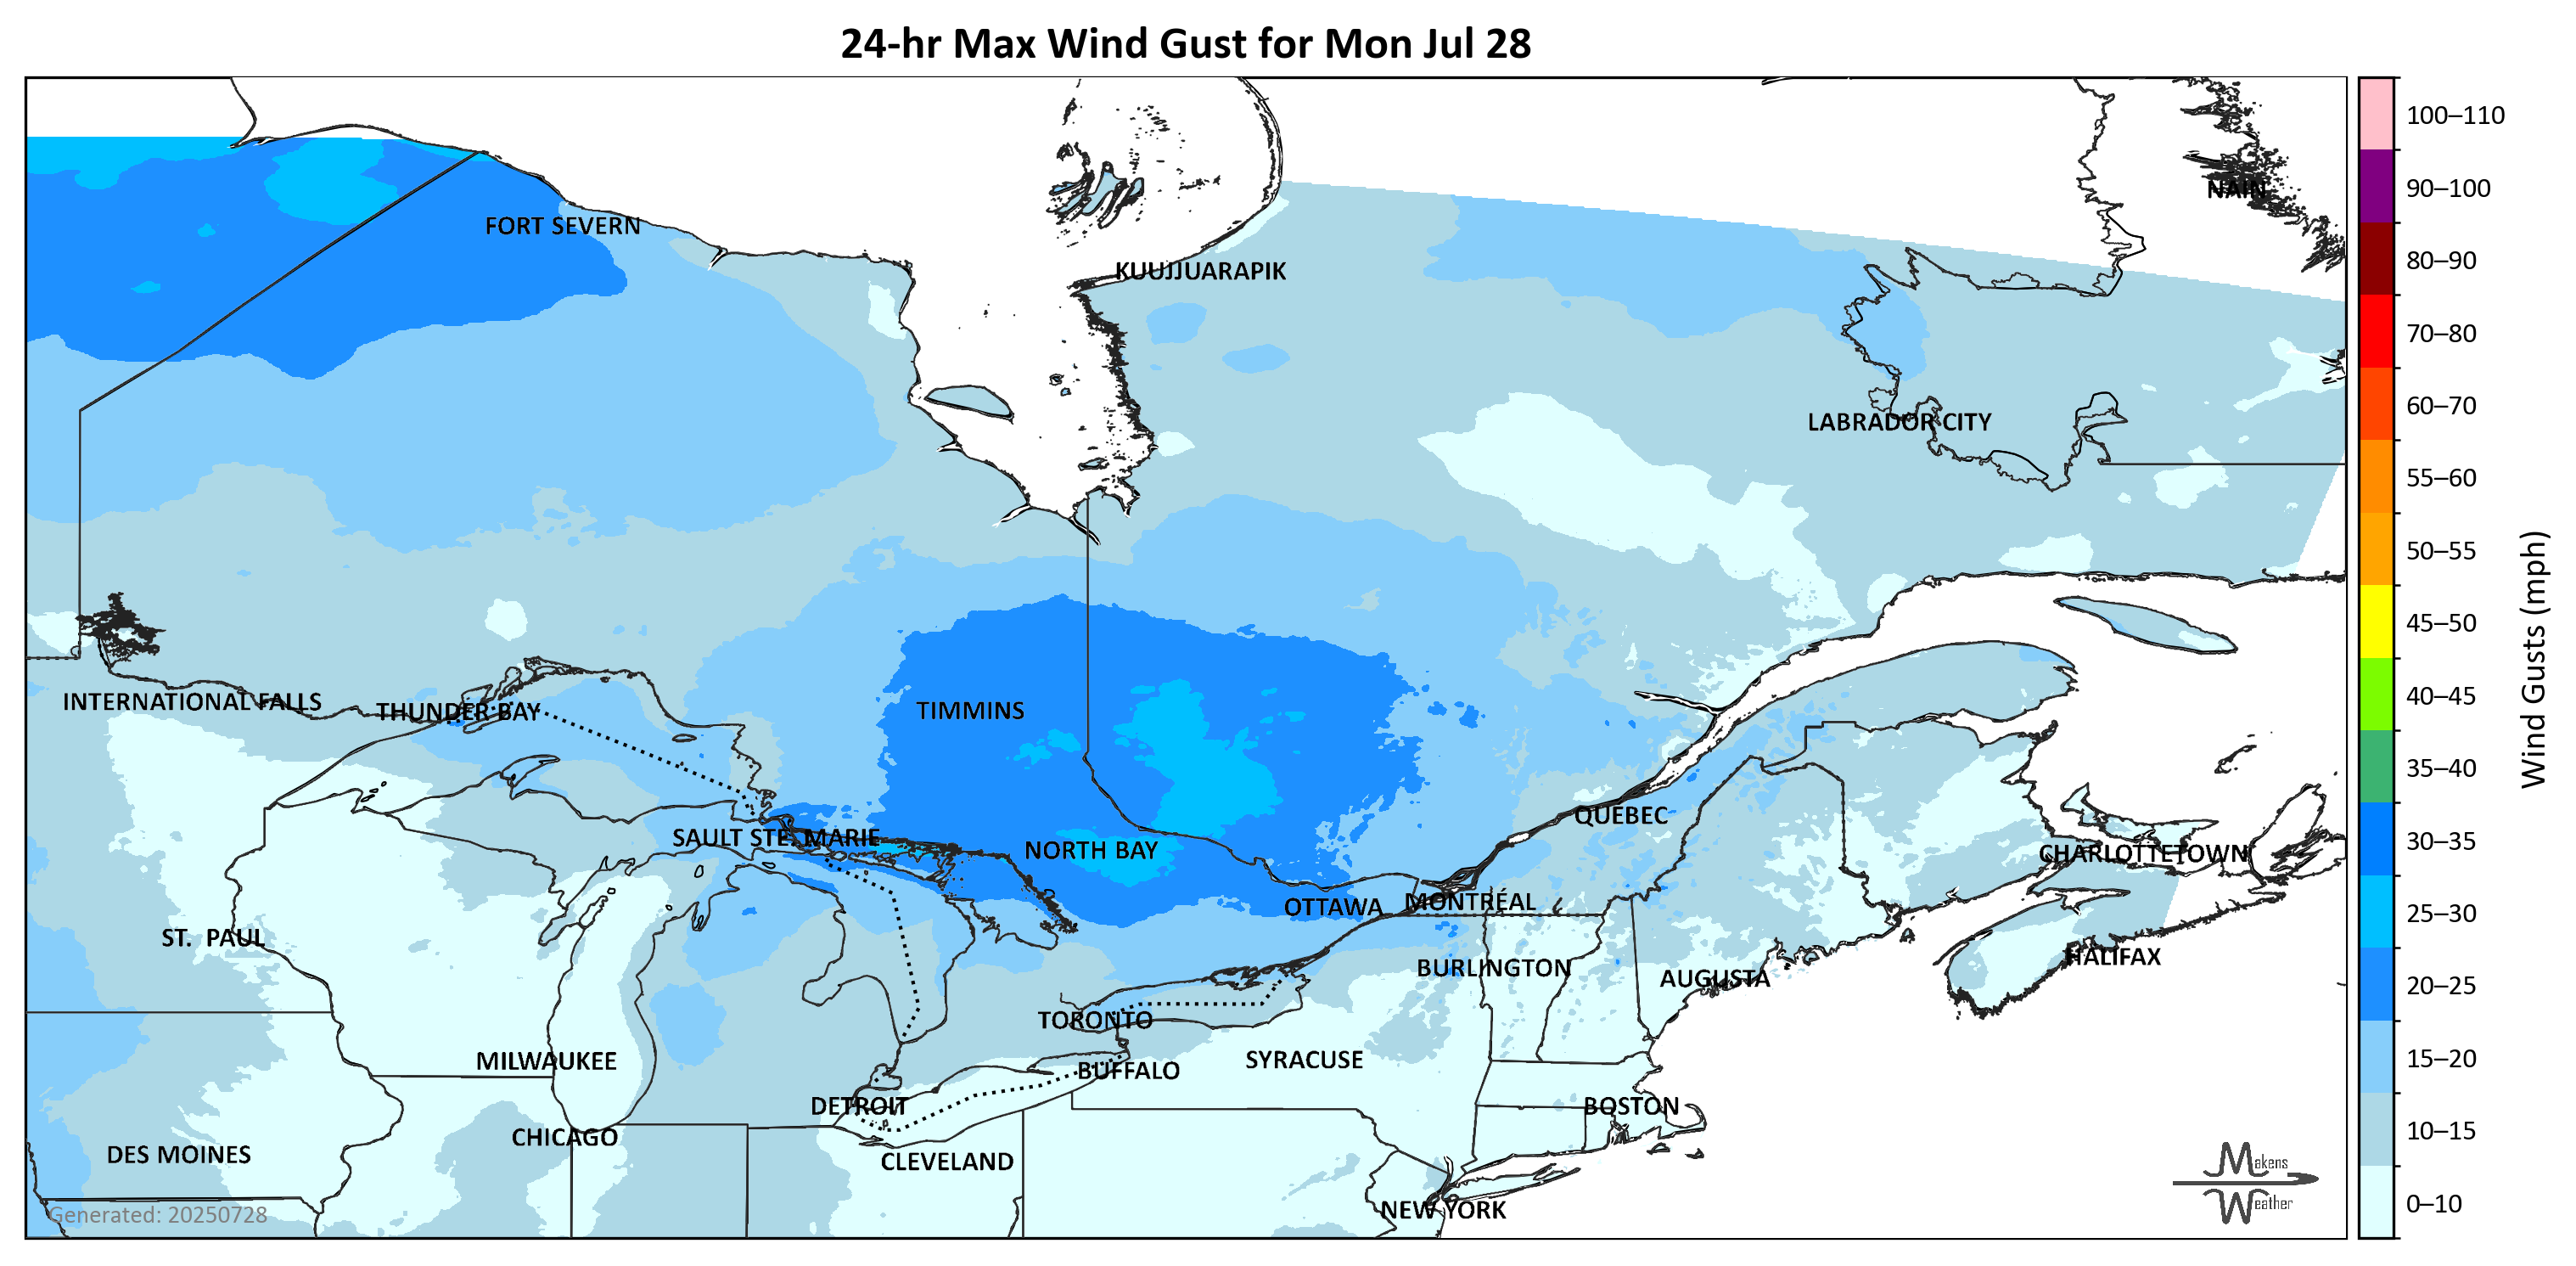 24-hr Max Wind Gust for Mon Jul 28
100–110
90–100
NAIN
FORT SEVERN
80–90
KUUJJUARAPIK
70–80
60–70
LABRADOR CITY
55–60
50–55
45–50
Wind Gusts (mph)
40–45
INTERNATIONAL FALLS
THUNDER BAY
TIMMINS
35–40
QUEBEC
30–35
SAULT STE. MARIE
NORTH BAY
CHARLOTTETOWN
MONTRÉAL
OTTAWA
25–30
ST. PAUL
HALIFAX
BURLINGTON
AUGUSTA
20–25
TORONTO
15–20
MILWAUKEE
SYRACUSE
BUFFALO
DETROIT
BOSTON
10–15
CHICAGO
DES MOINES
CLEVELAND
Makens
Weather
0–10
NEW YORK
Generated: 20250728